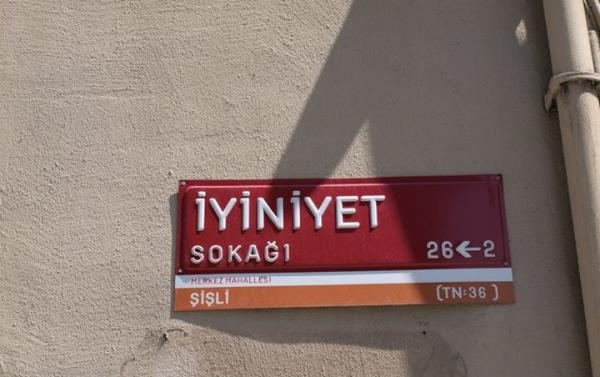 İYİNİYET
SOKAĞI 26←2
MERKEZ MAHALLESİ
ŞİŞLİ (TN:36 )